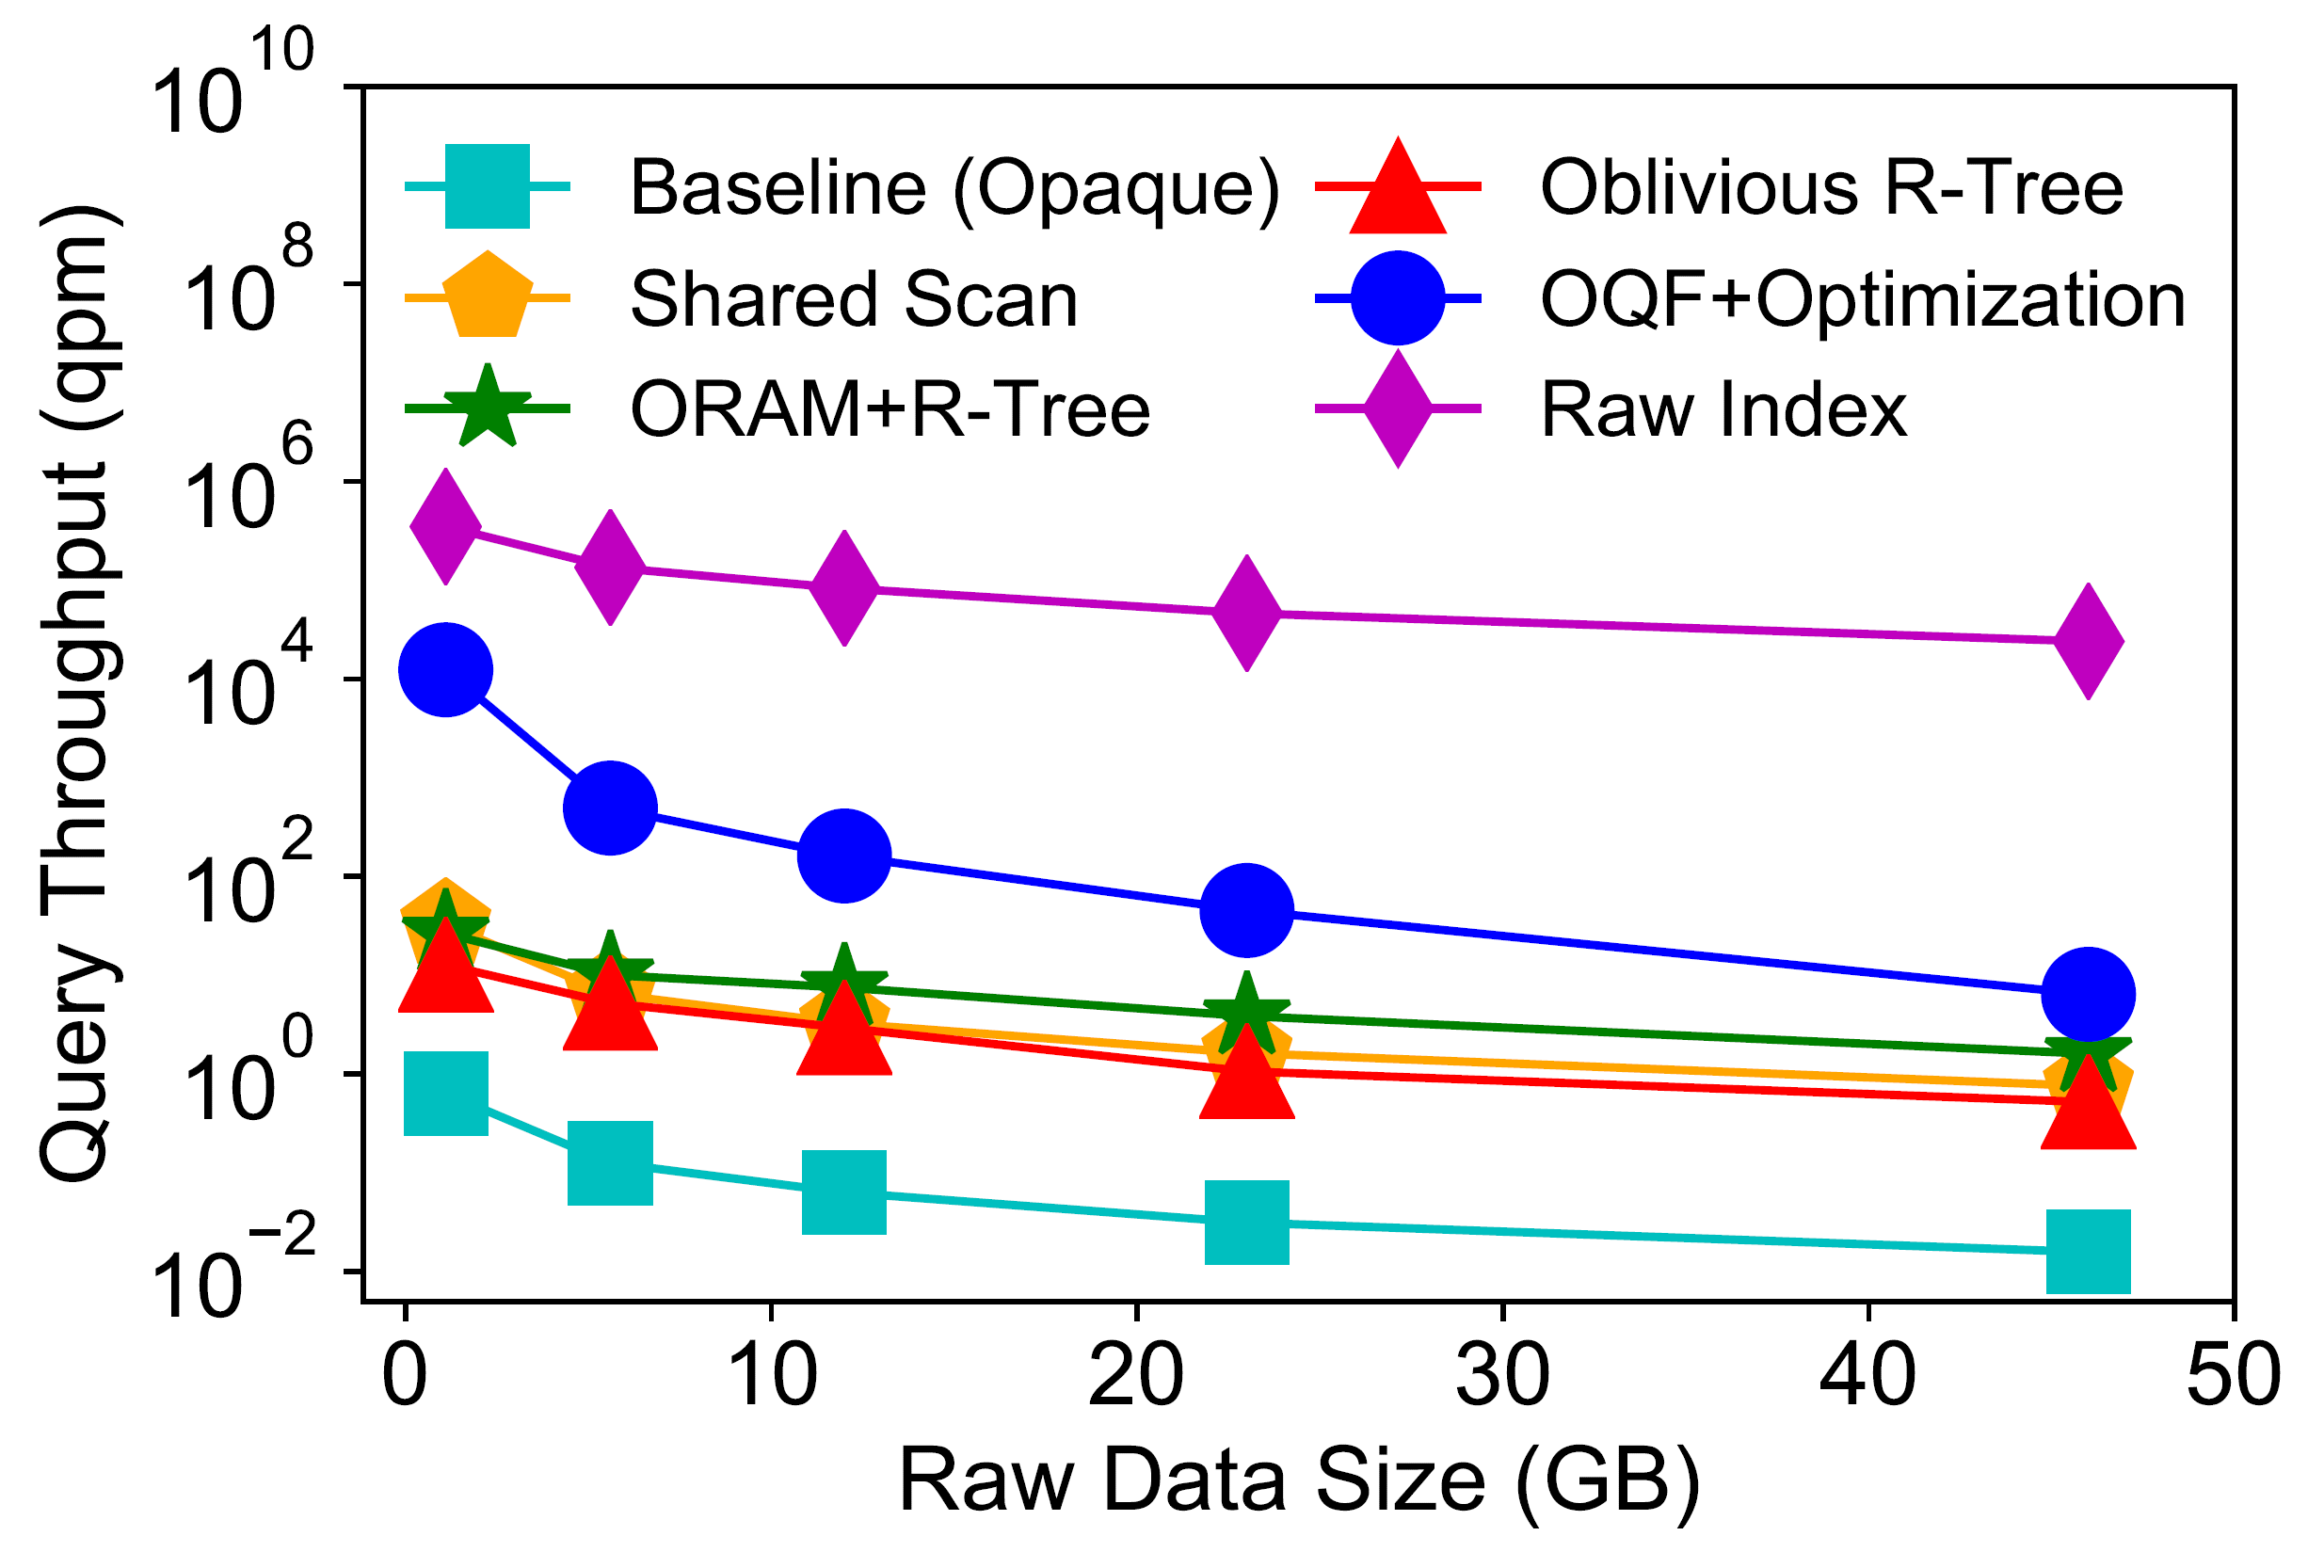 Query Throughput (qpm)
10^10
10^8
10^6
10^4
10^2
10^0
10^−2
Baseline (Opaque)
Shared Scan
ORAM+R-Tree
Oblivious R-Tree
OQF+Optimization
Raw Index
0 10 20 30 40 50
Raw Data Size (GB)